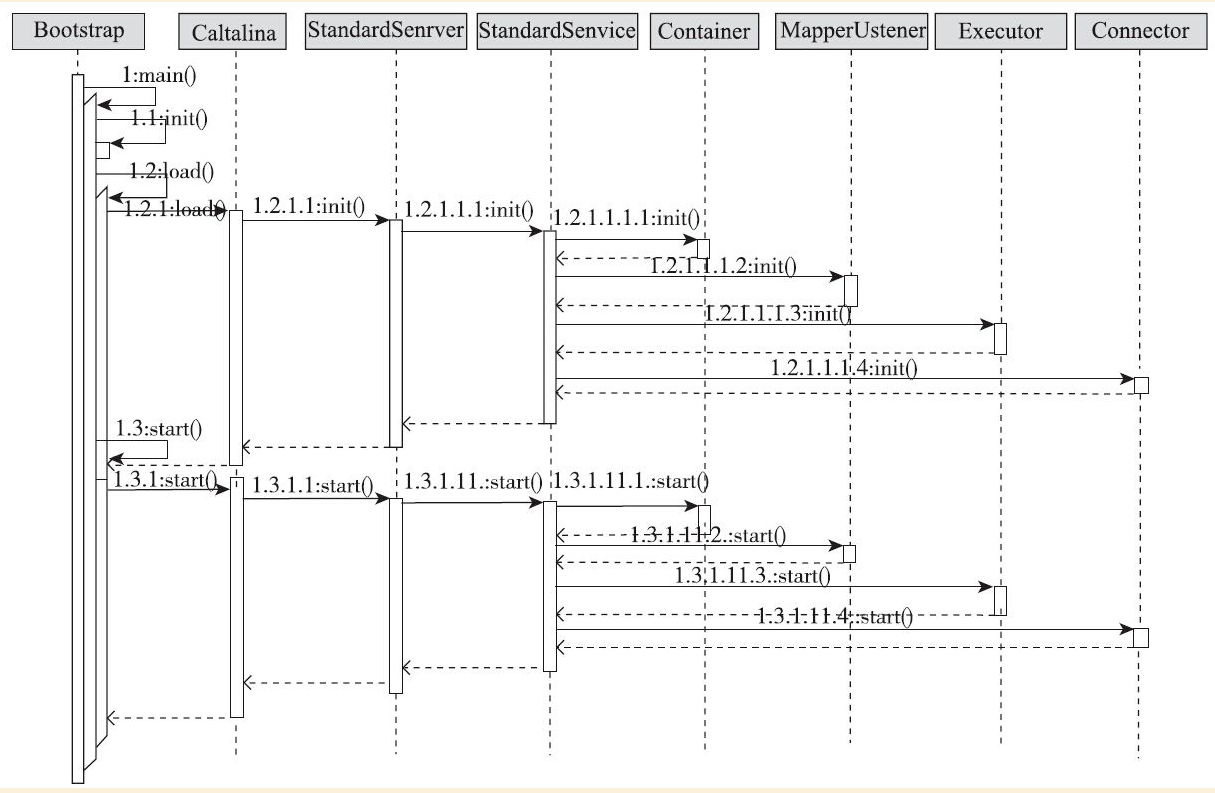 Bootstrap
Caltalina
StandardSenrver
StandardSenvice
Container
MapperUstener
Executor
Connector
1:main()
1.1:init()
1.2:load()
1.2.1:load()
1.2.1.1:init()
1.2.1.1.1:init()
1.2.1.1.1.1:init()
1.2.1.1.1.2:init()
1.2.1.1.1.3:init()
1.2.1.1.1.4:init()
1.3:start()
1.3.1:start()
1.3.1.1:start()
1.3.1.11.:start()
1.3.1.11.1.:start()
1.3.1.11.2.:start()
1.3.1.11.3.:start()
1.3.1.11.4.:start()